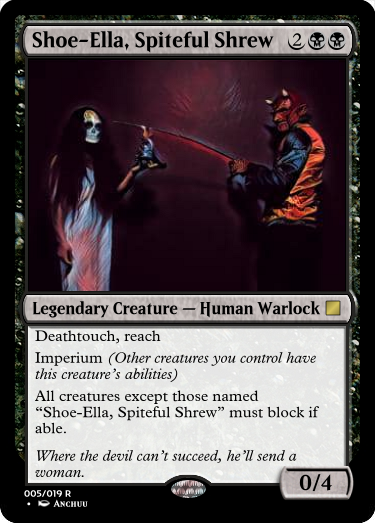 Shoe-Ella, Spiteful Shrew 2
Legendary Creature — Human Warlock
Deathtouch, reach
Imperium (Other creatures you control have
this creature's abilities)
All creatures except those named
“Shoe-Ella, Spiteful Shrew” must block if
able.
Where the devil can't succeed, he'll send a
woman.
0/4
005/019 R
• Anchuu